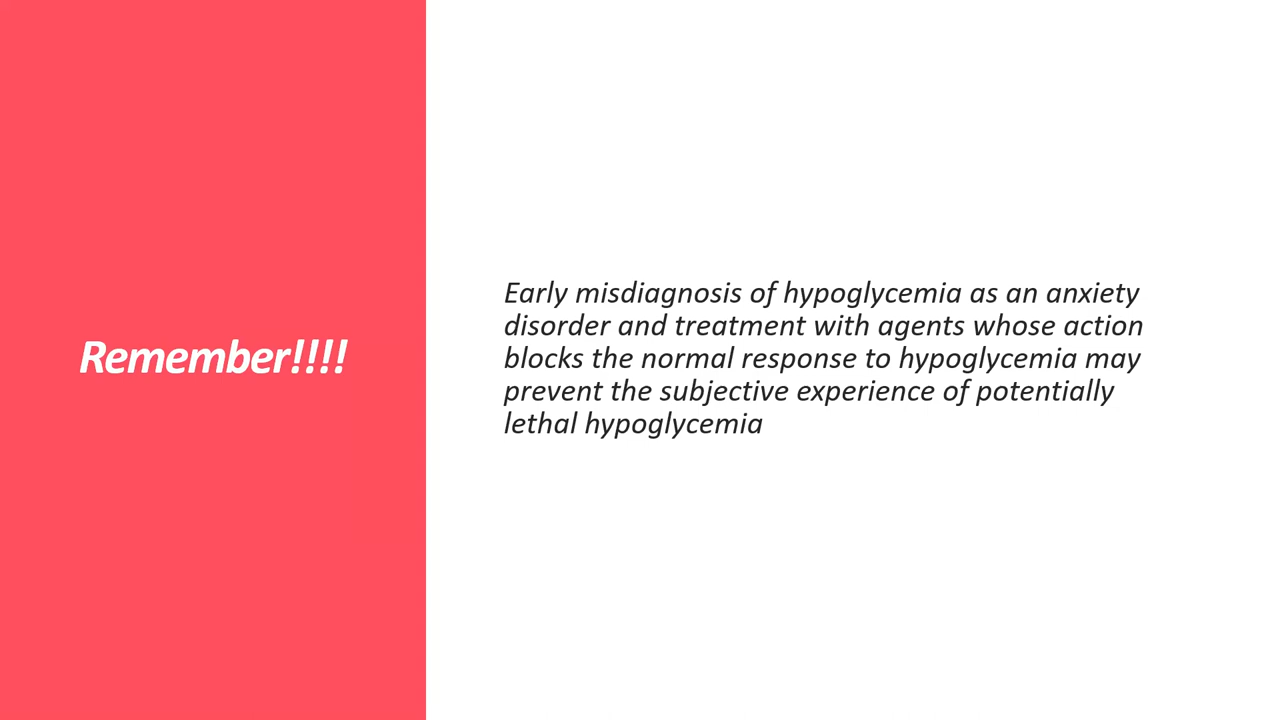 Remember!!!!
Early misdiagnosis of hypoglycemia as an anxiety
disorder and treatment with agents whose action
blocks the normal response to hypoglycemia may
prevent the subjective experience of potentially
lethal hypoglycemia